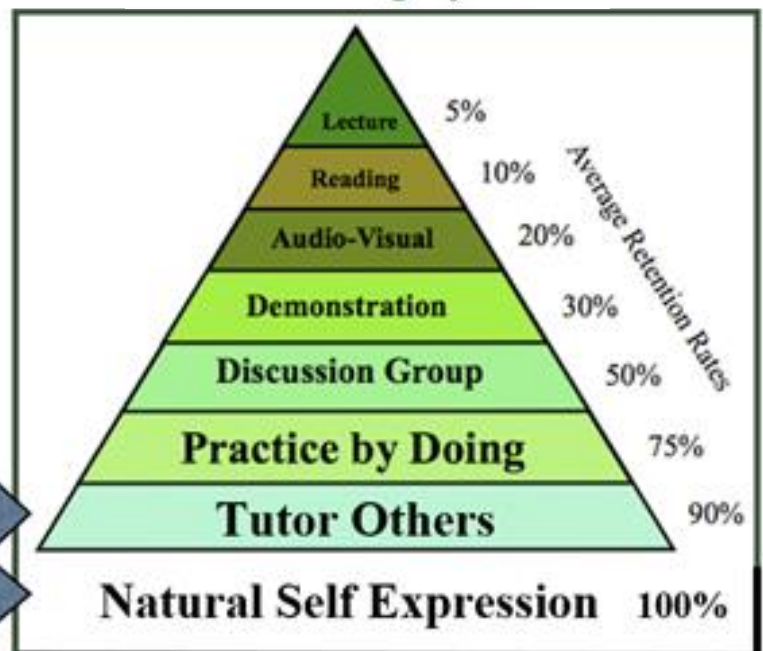 Lecture 5%
Reading 10%
Audio-Visual 20%
Demonstration 30%
Discussion Group 50%
Practice by Doing 75%
Tutor Others 90%
Natural Self Expression 100%
Average Retention Rates